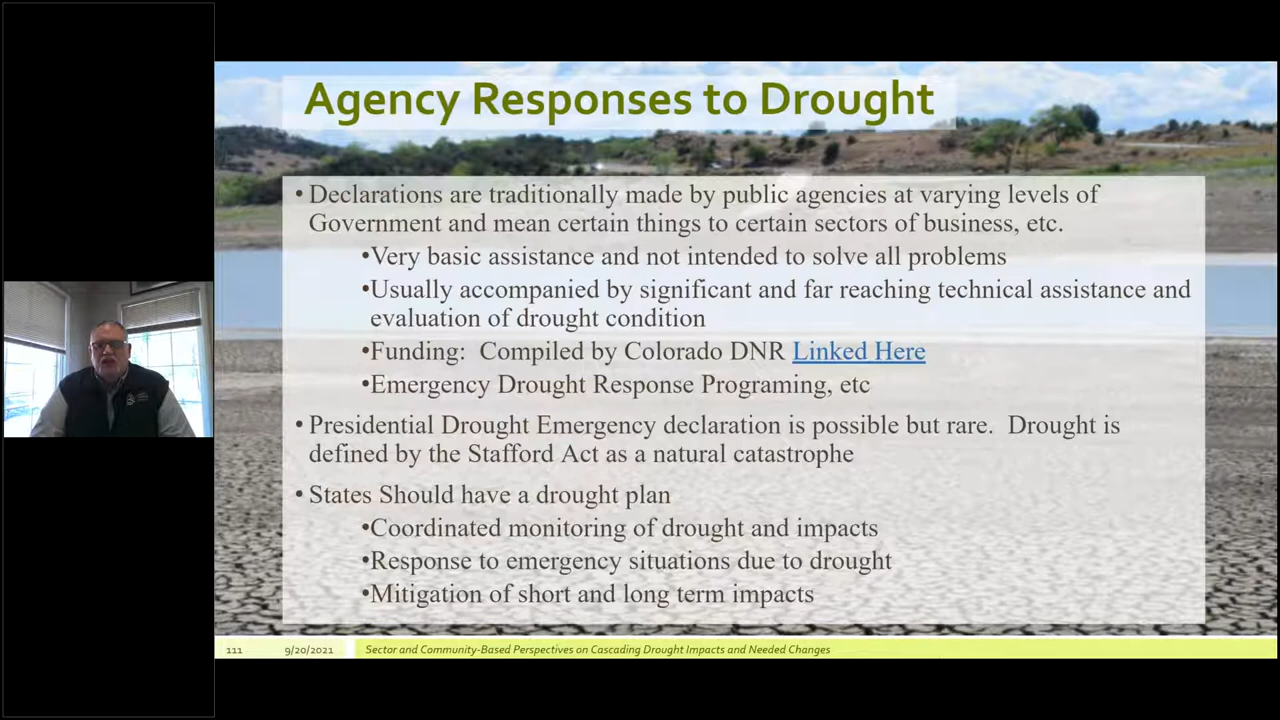 Agency Responses to Drought
• Declarations are traditionally made by public agencies at varying levels of
Government and mean certain things to certain sectors of business, etc.
•Very basic assistance and not intended to solve all problems
•Usually accompanied by significant and far reaching technical assistance and
evaluation of drought condition
•Funding:  Compiled by Colorado DNR Linked Here
•Emergency Drought Response Programing, etc
• Presidential Drought Emergency declaration is possible but rare.  Drought is
defined by the Stafford Act as a natural catastrophe
• States Should have a drought plan
•Coordinated monitoring of drought and impacts
•Response to emergency situations due to drought
•Mitigation of short and long term impacts
111 9/20/2021 Sector and Community-Based Perspectives on Cascading Drought Impacts and Needed Changes